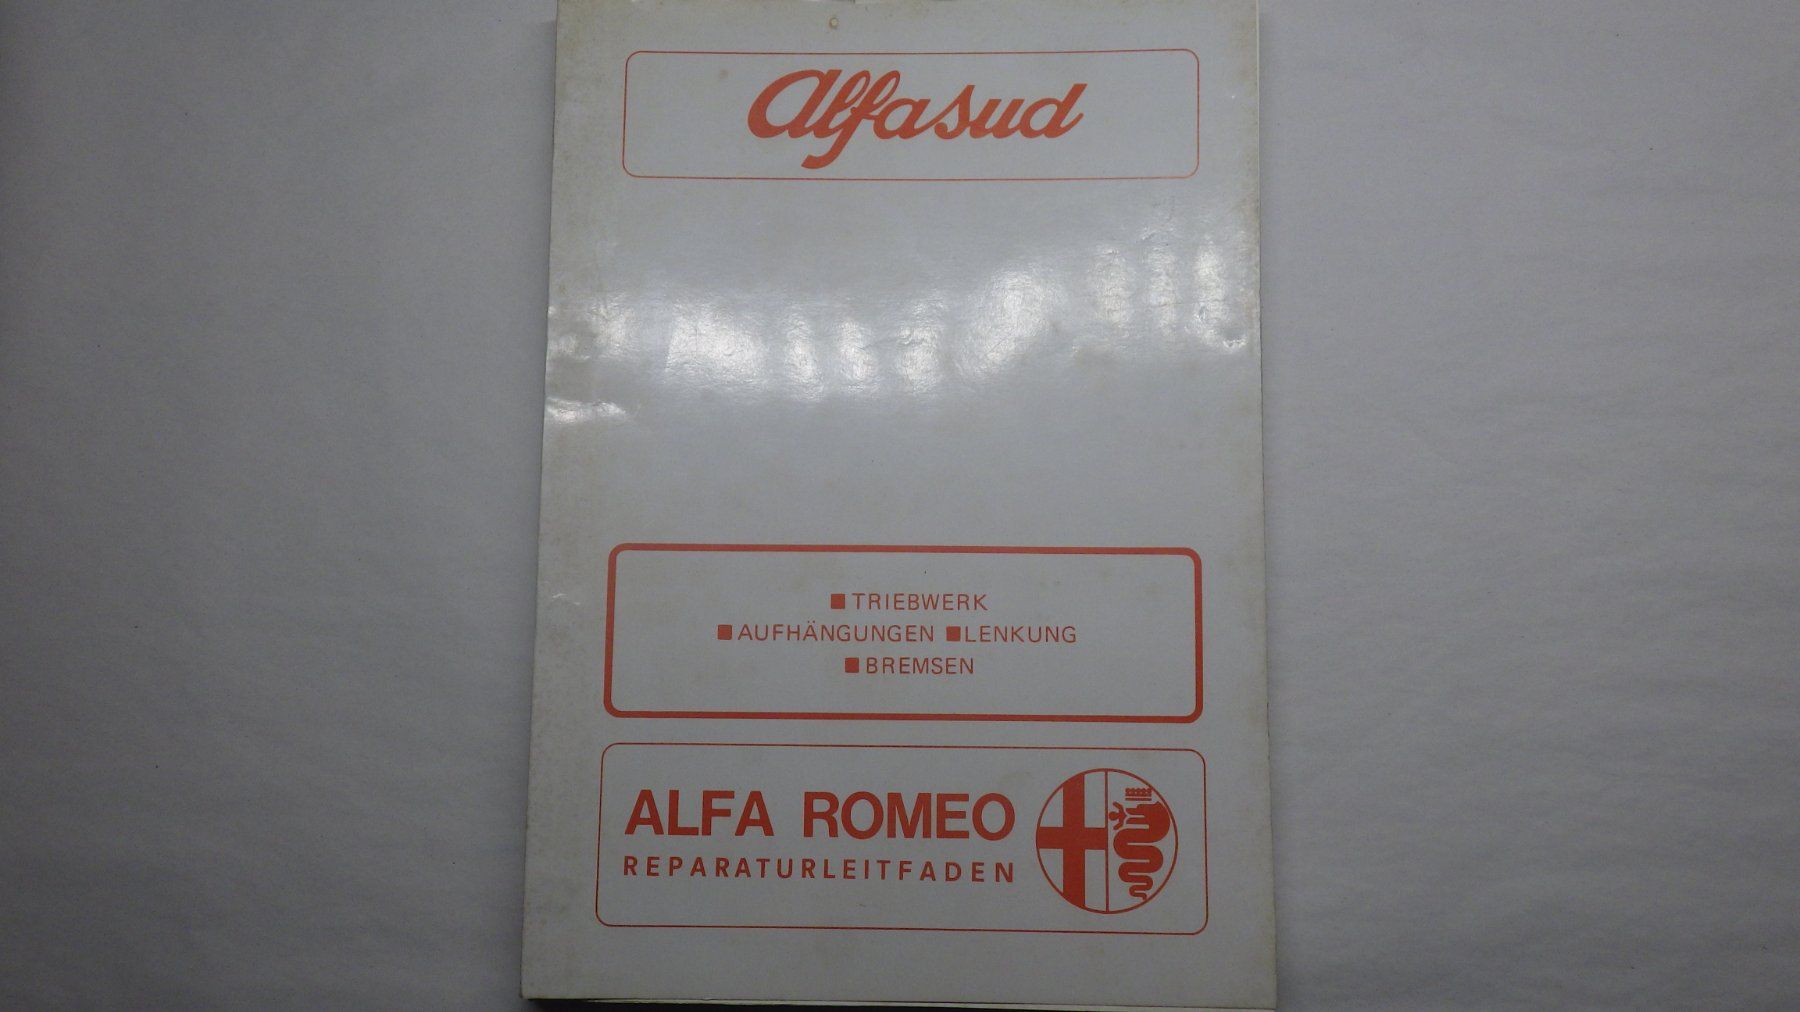 alfasud
■ TRIEBWERK
■ AUFHÄNGUNGEN ■ LENKUNG
■ BREMSEN
ALFA ROMEO
REPARATURLEITFADEN